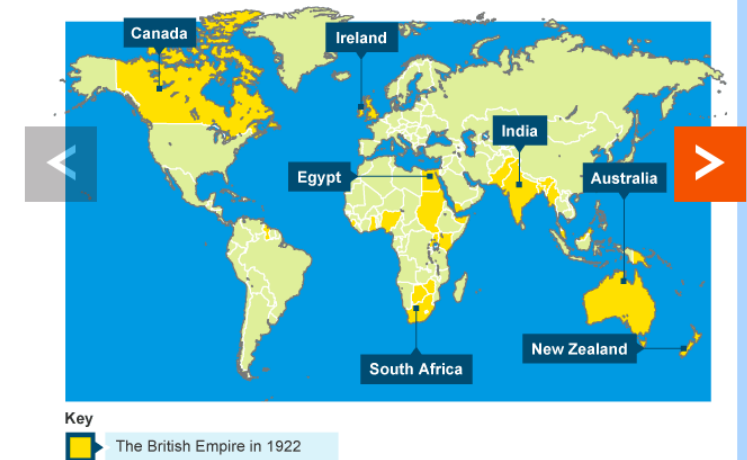 Canada
Ireland
India
Egypt
Australia
New Zealand
South Africa
Key
The British Empire in 1922